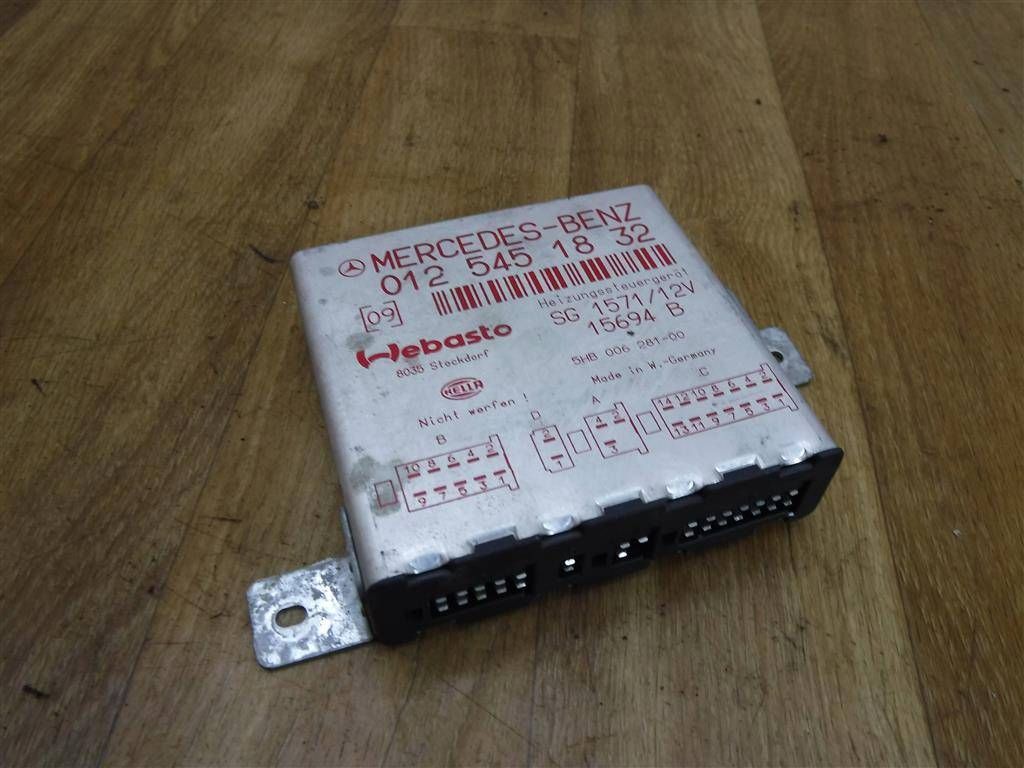 MERCEDES-BENZ
012 545 18 32
[09]
Heizungssteuergerät
SG 1571/12V
15694 B
Webasto
8035 Stockdorf
5HB 006 281-00
HELLA
Made in W.-Germany
Nicht werfen !
B D A C
10 8 6 4 2
9 7 5 3 1
2
1
4 2
3
14 12 10 8 6 4 2
13 11 9 7 5 3 1